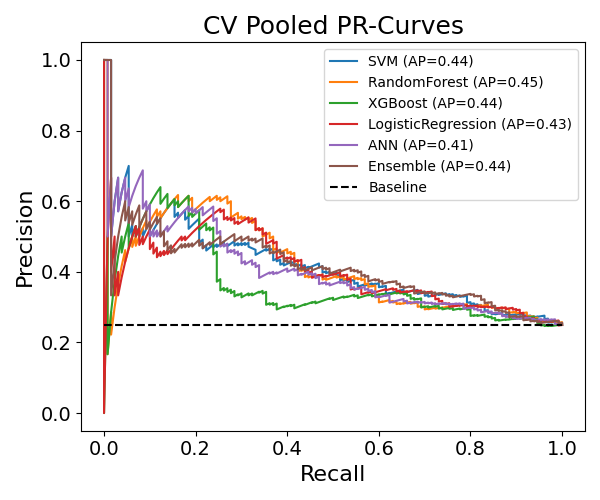 CV Pooled PR-Curves
Precision
1.0
0.8
0.6
0.4
0.2
0.0
SVM (AP=0.44)
RandomForest (AP=0.45)
XGBoost (AP=0.44)
LogisticRegression (AP=0.43)
ANN (AP=0.41)
Ensemble (AP=0.44)
Baseline
0.0 0.2 0.4 0.6 0.8 1.0
Recall